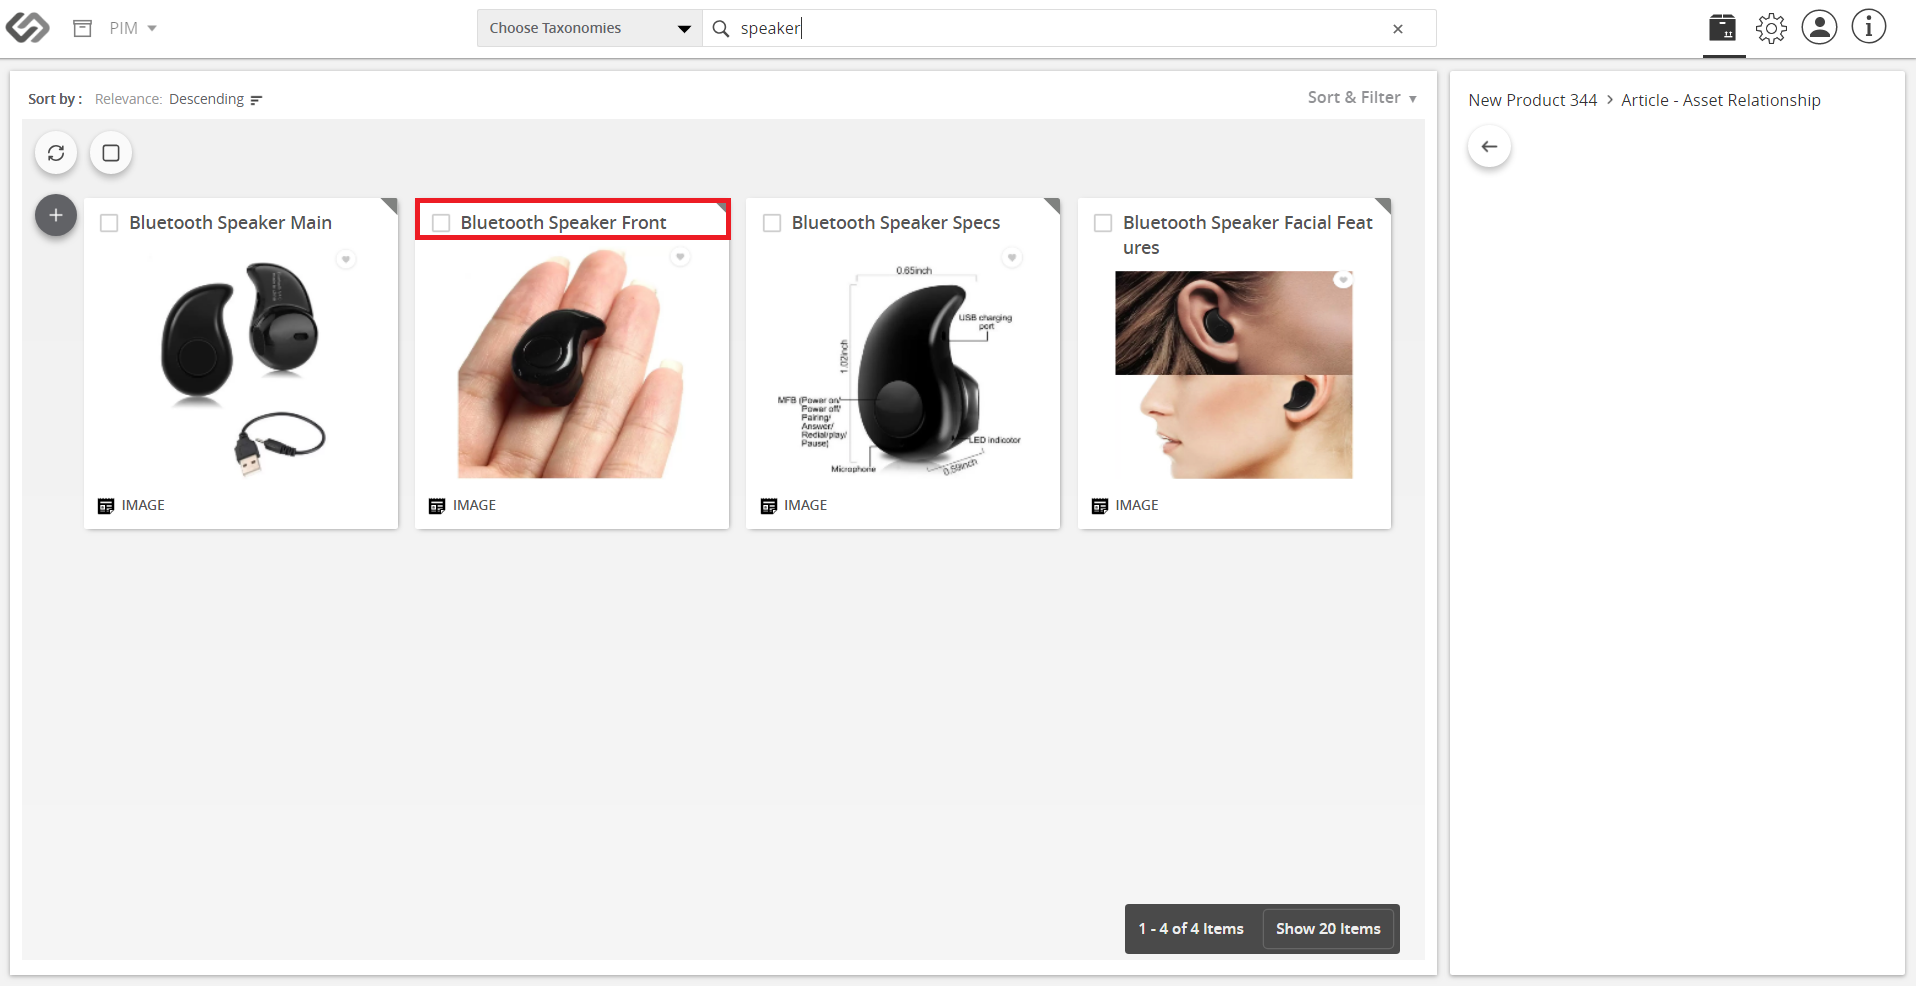 PIM
Choose Taxonomies
speaker
Sort by : Relevance: Descending
Sort & Filter
New Product 344 > Article - Asset Relationship
Bluetooth Speaker Main
IMAGE
Bluetooth Speaker Front
IMAGE
Bluetooth Speaker Specs
0.65inch
USB charging
port
1.02inch
MFB (Power on/
Power off/
Pairing/
Answer/
Redial/play/
Pause)
LED indicator
Microphone
0.59inch
IMAGE
Bluetooth Speaker Facial Feat
ures
IMAGE
1 - 4 of 4 Items
Show 20 Items